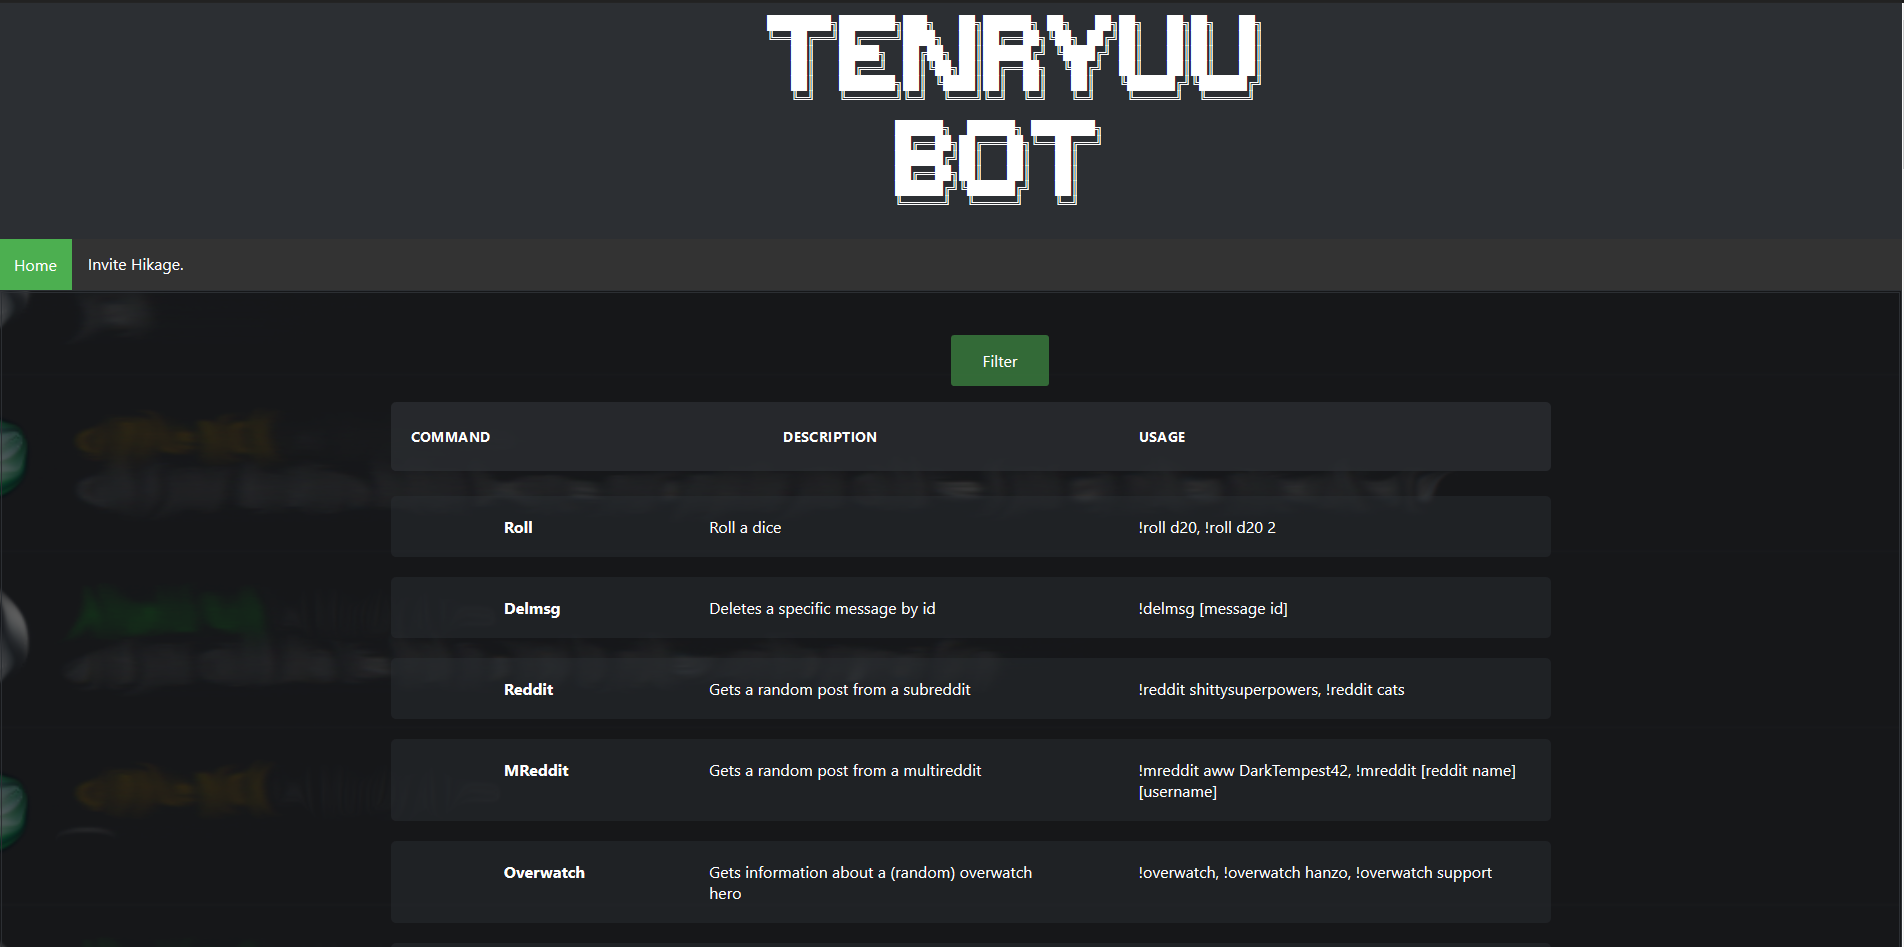 TENRYUU
BOT
Home Invite Hikage.
Filter
COMMAND DESCRIPTION USAGE
Roll Roll a dice !roll d20, !roll d20 2
Delmsg Deletes a specific message by id !delmsg [message id]
Reddit Gets a random post from a subreddit !reddit shittysuperpowers, !reddit cats
MReddit Gets a random post from a multireddit !mreddit aww DarkTempest42, !mreddit [reddit name]
[username]
Overwatch Gets information about a (random) overwatch !overwatch, !overwatch hanzo, !overwatch support
hero